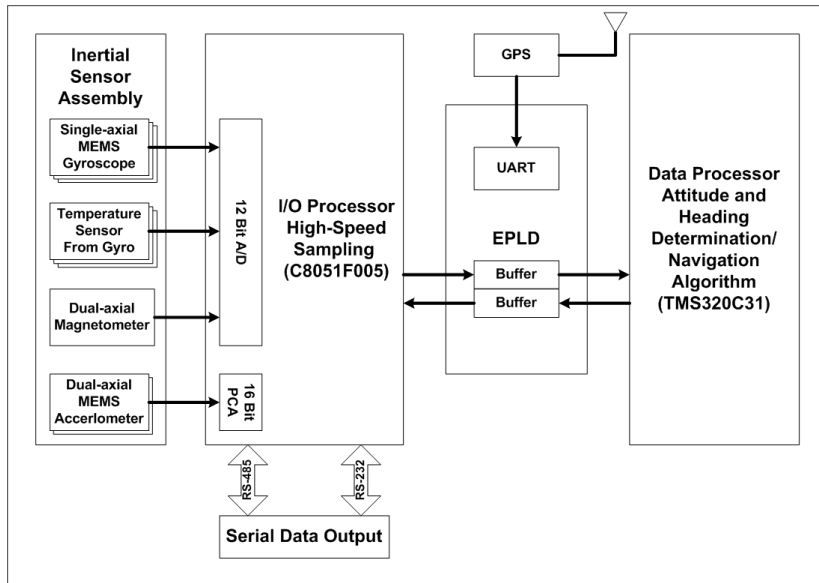 Inertial
Sensor
Assembly
Single-axial
MEMS
Gyroscope
Temperature
Sensor
From Gyro
Dual-axial
Magnetometer
Dual-axial
MEMS
Accerlometer
12 Bit A/D
16 Bit
PCA
I/O Processor
High-Speed
Sampling
(C8051F005)
RS-485
RS-232
Serial Data Output
GPS
UART
EPLD
Buffer
Buffer
Data Processor
Attitude and
Heading
Determination/
Navigation
Algorithm
(TMS320C31)